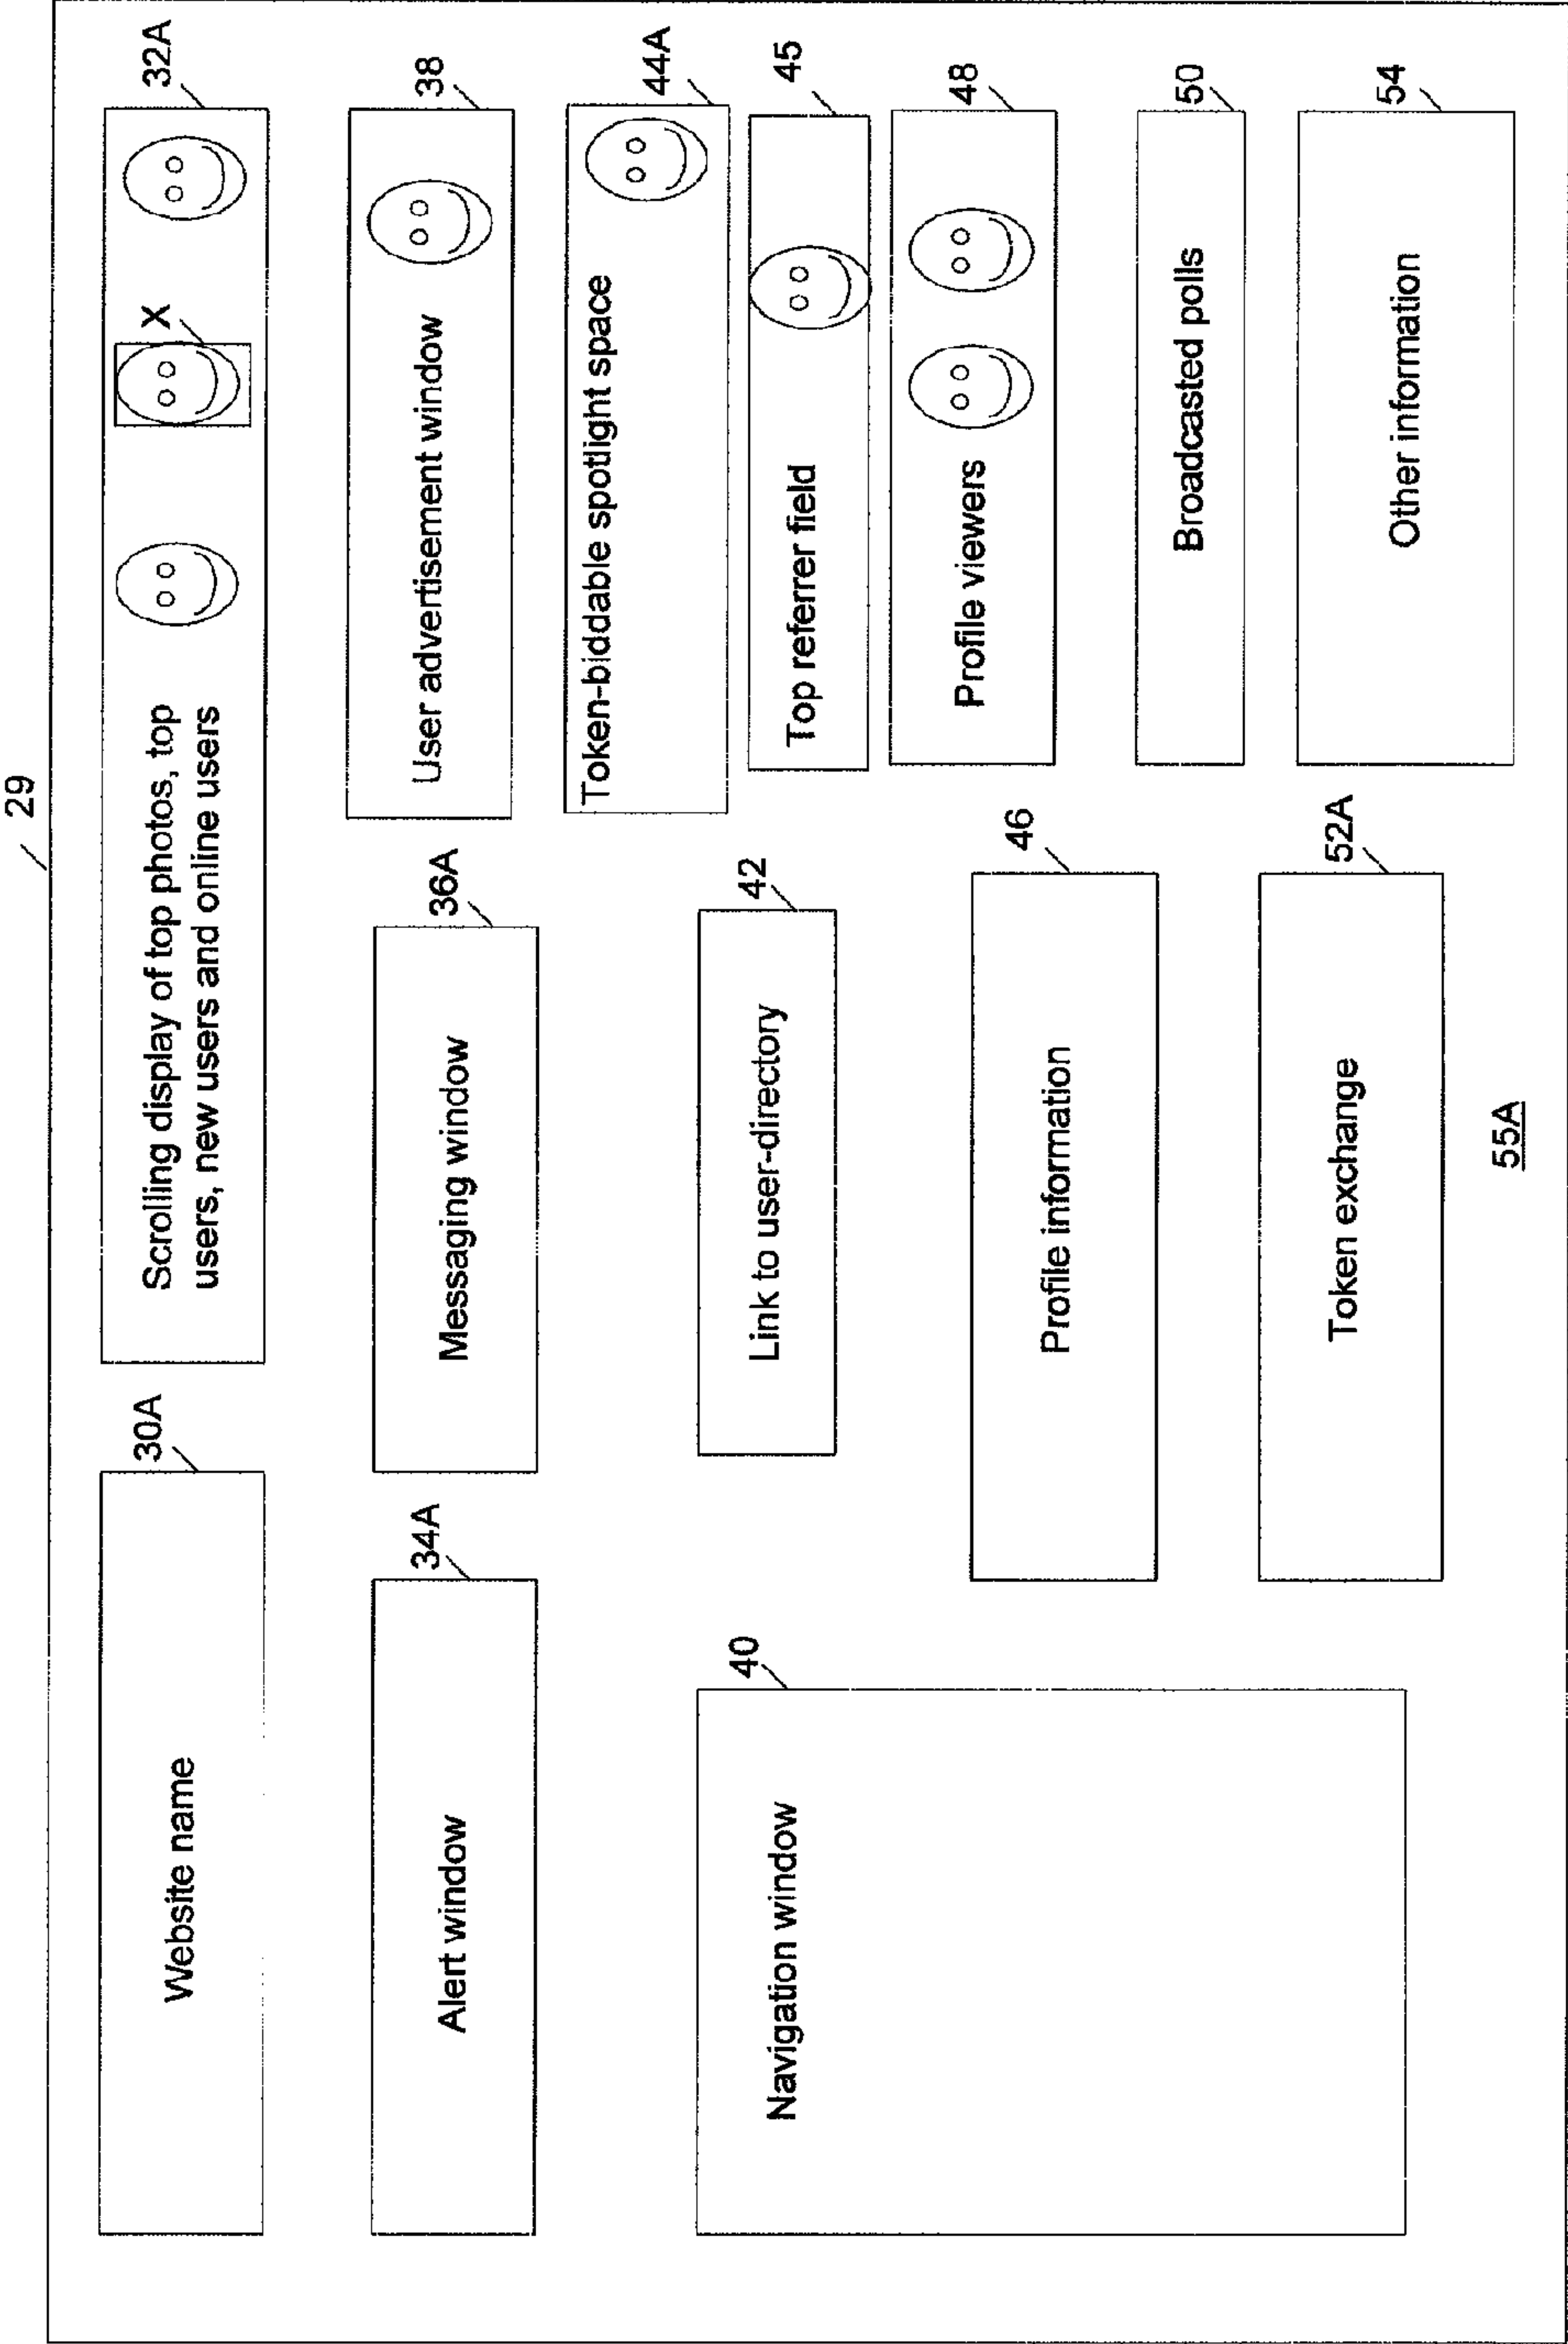 29
30A
Website name
32A
X
Scrolling display of top photos, top
users, new users and online users
34A
Alert window
36A
Messaging window
38
User advertisement window
44A
Token-biddable spotlight space
40
Navigation window
42
Link to user-directory
45
Top referrer field
48
Profile viewers
46
Profile information
50
Broadcasted polls
52A
Token exchange
54
Other information
55A